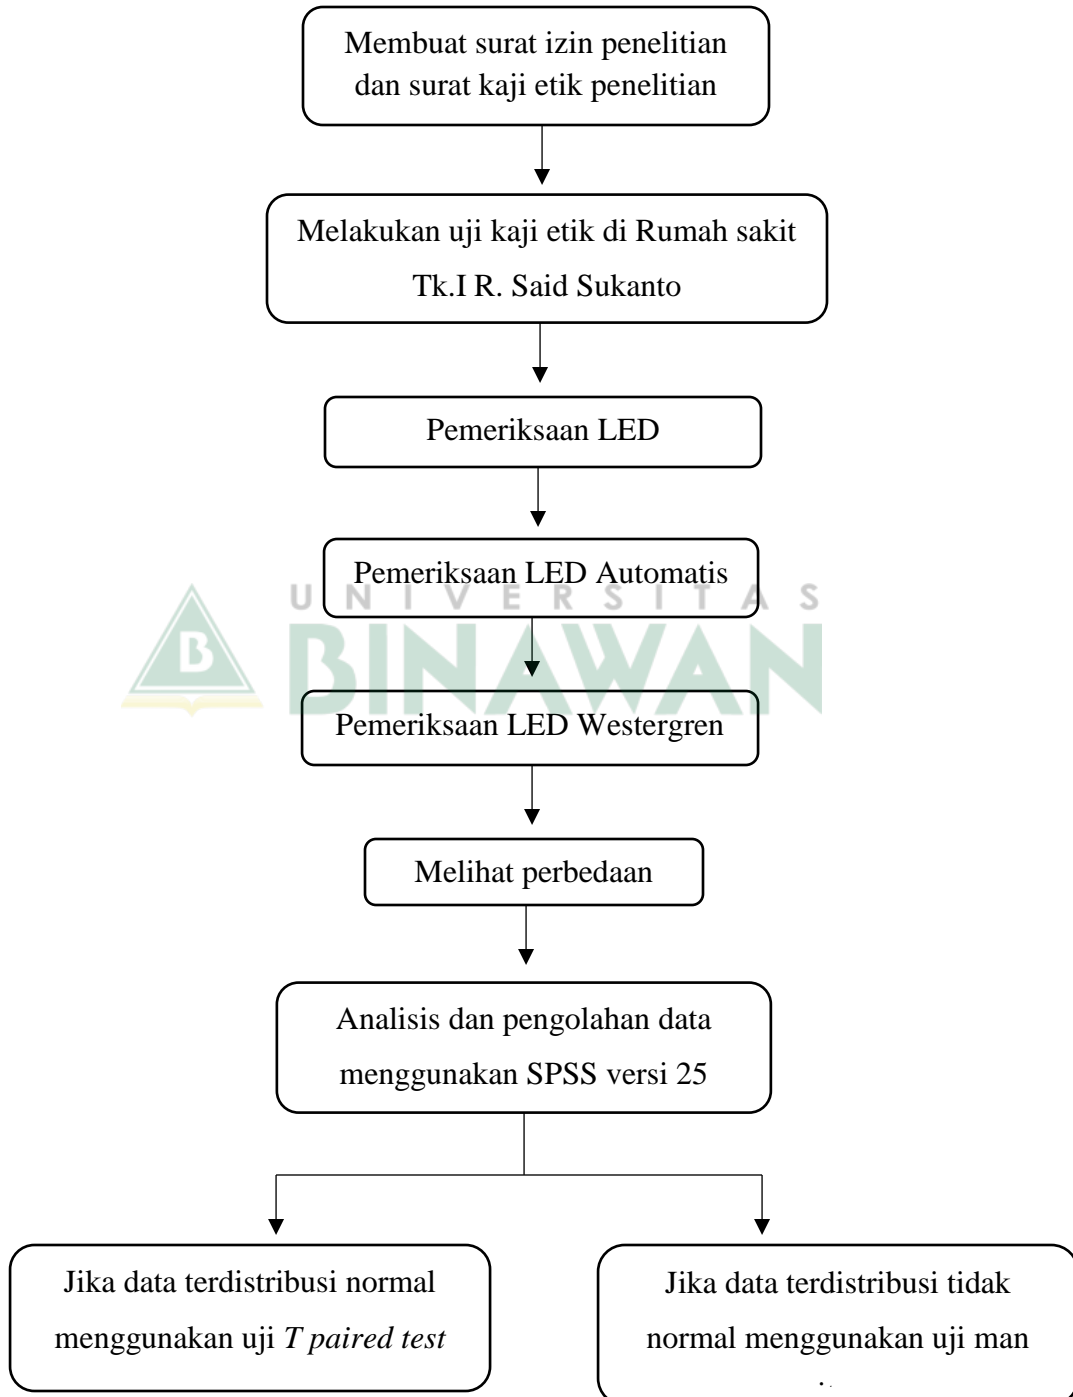 Membuat surat izin penelitian
dan surat kaji etik penelitian
Melakukan uji kaji etik di Rumah sakit
Tk.I R. Said Sukanto
Pemeriksaan LED
Pemeriksaan LED Automatis
UNIVERSITAS
B BINAWAN
Pemeriksaan LED Westergren
Melihat perbedaan
Analisis dan pengolahan data
menggunakan SPSS versi 25
Jika data terdistribusi normal
menggunakan uji T paired test
Jika data terdistribusi tidak
normal menggunakan uji man